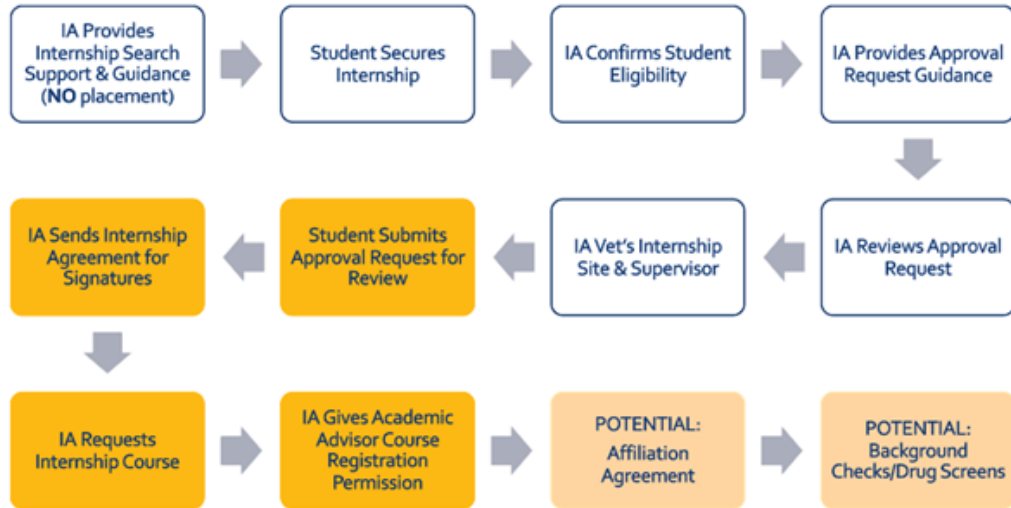 IA Provides
Internship Search
Support & Guidance
(NO placement)
Student Secures
Internship
IA Confirms Student
Eligibility
IA Provides Approval
Request Guidance
IA Reviews Approval
Request
IA Vet's Internship
Site & Supervisor
Student Submits
Approval Request for
Review
IA Sends Internship
Agreement for
Signatures
IA Requests
Internship Course
IA Gives Academic
Advisor Course
Registration
Permission
POTENTIAL:
Affiliation
Agreement
POTENTIAL:
Background
Checks/Drug Screens